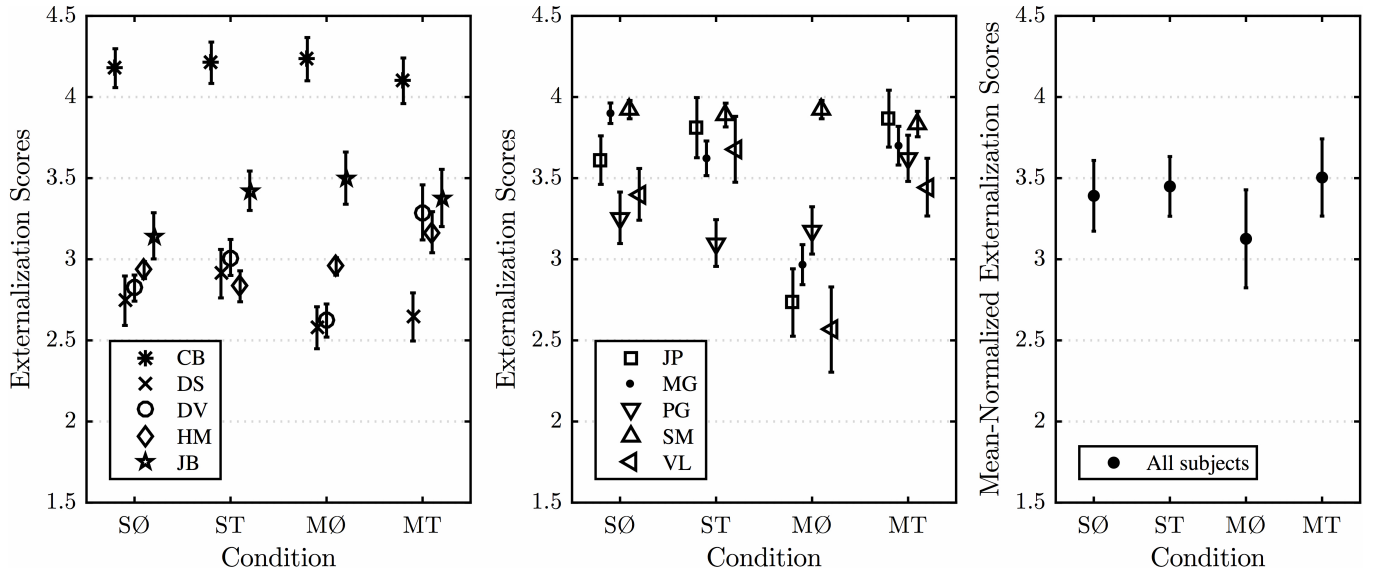 Externalization Scores
4.5
4
3.5
3
2.5
2
1.5
CB
DS
DV
HM
JB
SØ ST MØ MT
Condition
Externalization Scores
4.5
4
3.5
3
2.5
2
1.5
JP
MG
PG
SM
VL
SØ ST MØ MT
Condition
Mean-Normalized Externalization Scores
4.5
4
3.5
3
2.5
2
1.5
All subjects
SØ ST MØ MT
Condition